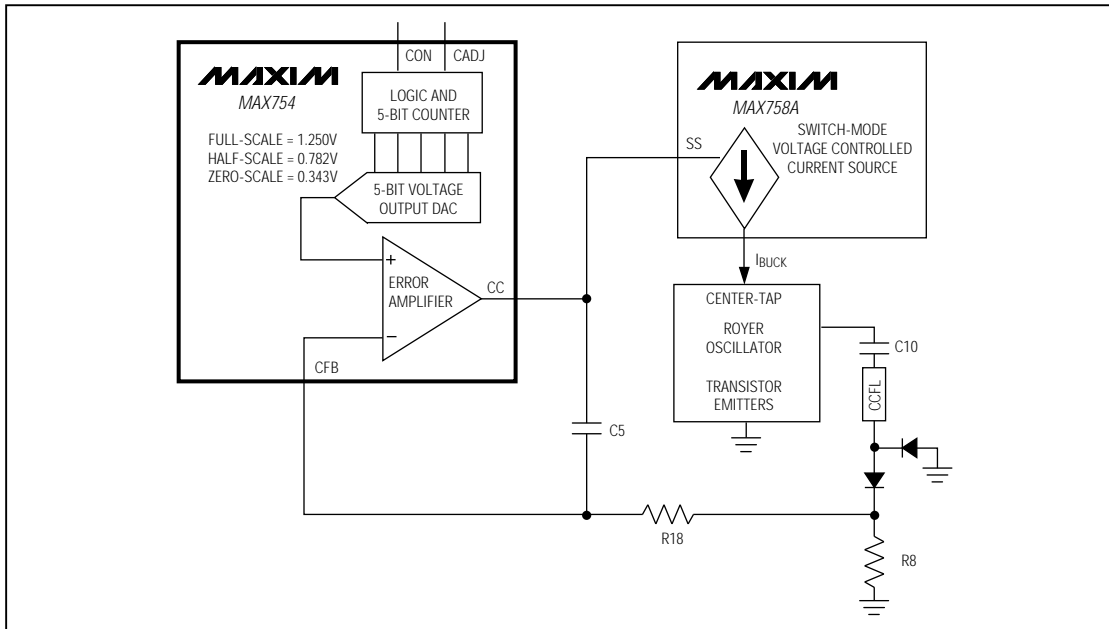 CON
CADJ
MAXIM
MAX754
LOGIC AND
5-BIT COUNTER
FULL-SCALE = 1.250V
HALF-SCALE = 0.782V
ZERO-SCALE = 0.343V
5-BIT VOLTAGE
OUTPUT DAC
+
ERROR
AMPLIFIER
−
CC
CFB
MAXIM
MAX758A
SS
SWITCH-MODE
VOLTAGE CONTROLLED
CURRENT SOURCE
IBUCK
CENTER-TAP
ROYER
OSCILLATOR
TRANSISTOR
EMITTERS
C10
CCFL
C5
R18
R8